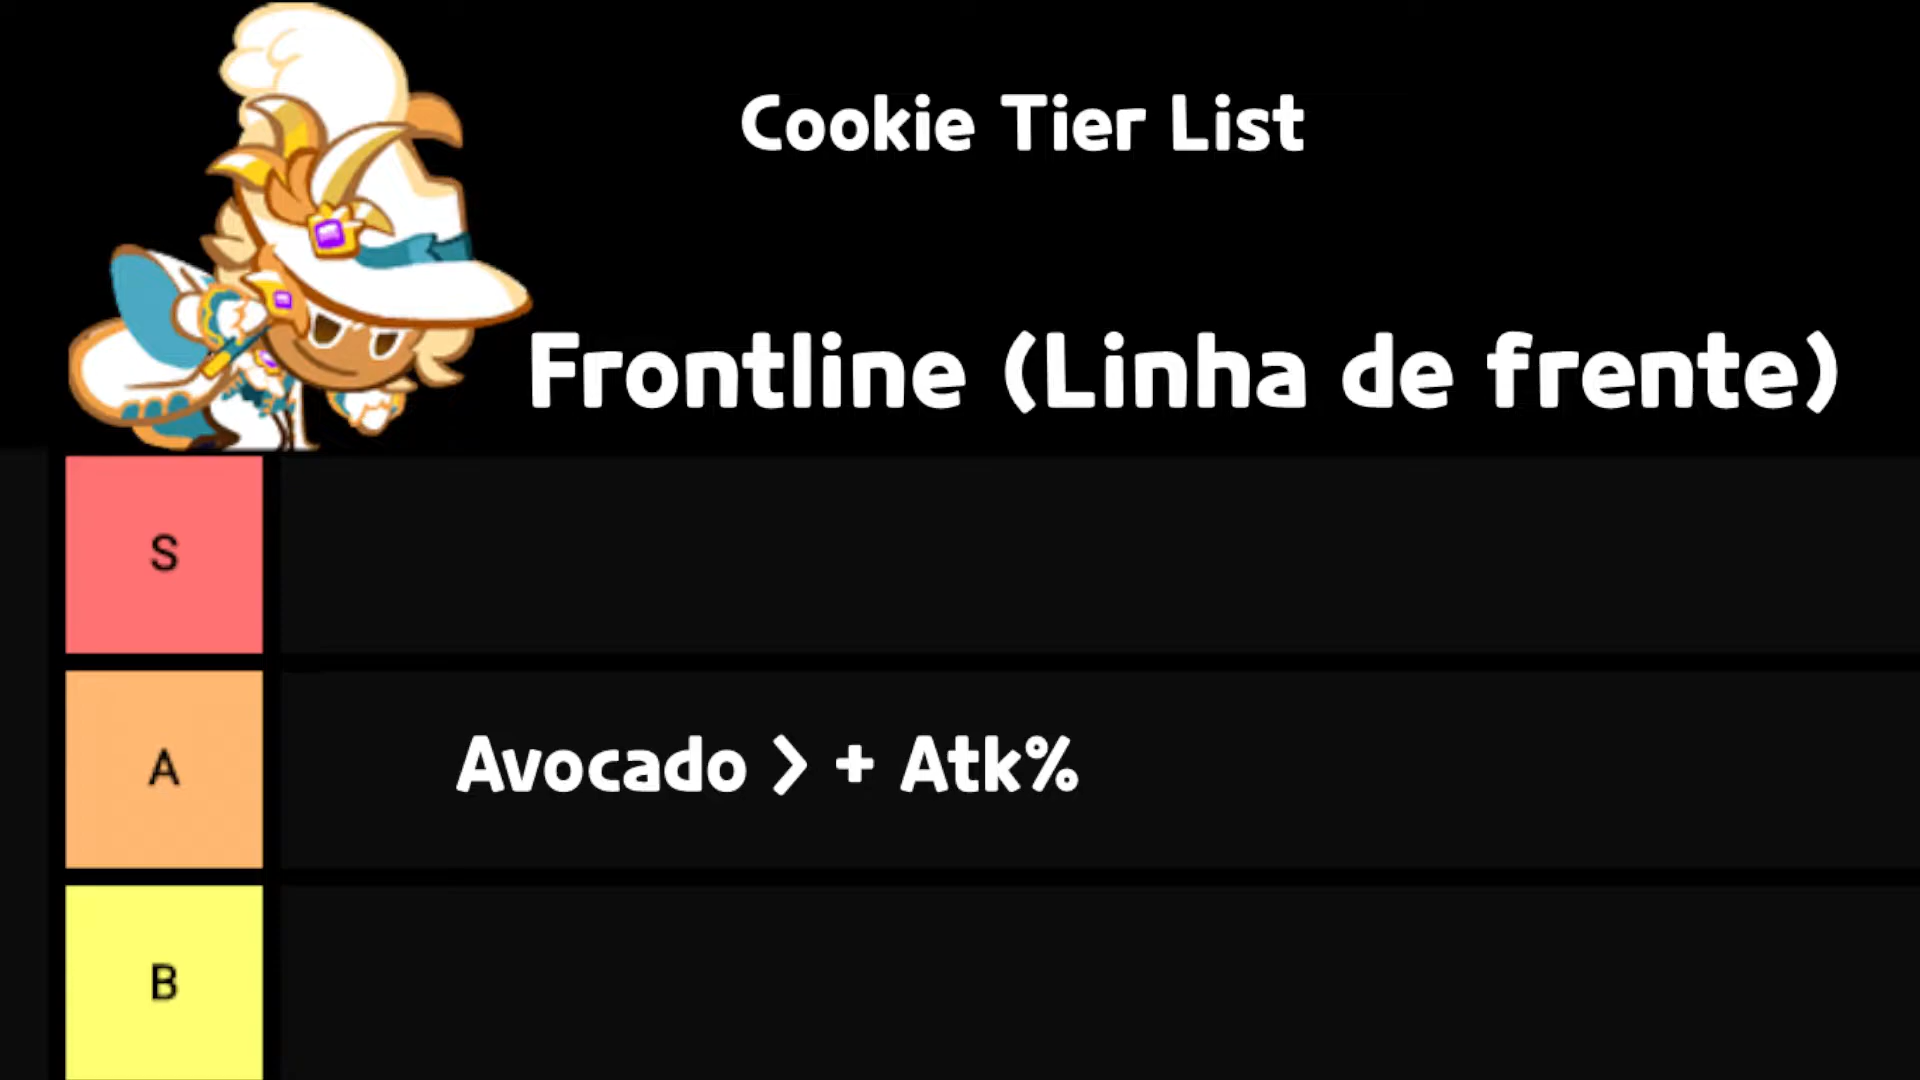 Cookie Tier List
Frontline (Linha de frente)
S
A
Avocado > + Atk%
B